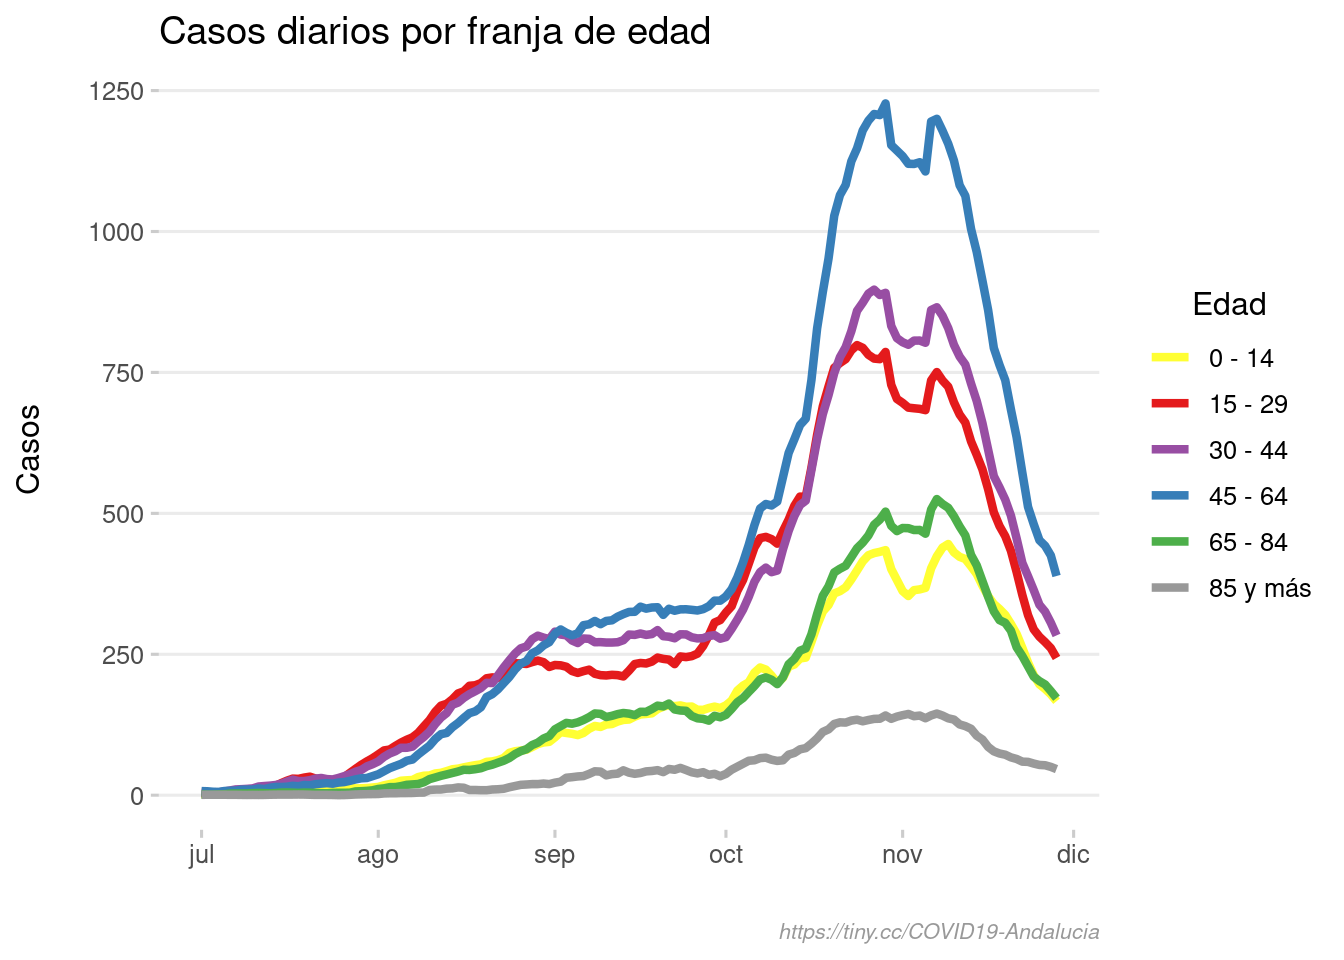 Casos diarios por franja de edad
1250
1000
750
500
250
0
Casos
jul ago sep oct nov dic
Edad
0 - 14
15 - 29
30 - 44
45 - 64
65 - 84
85 y más
https://tiny.cc/COVID19-Andalucia